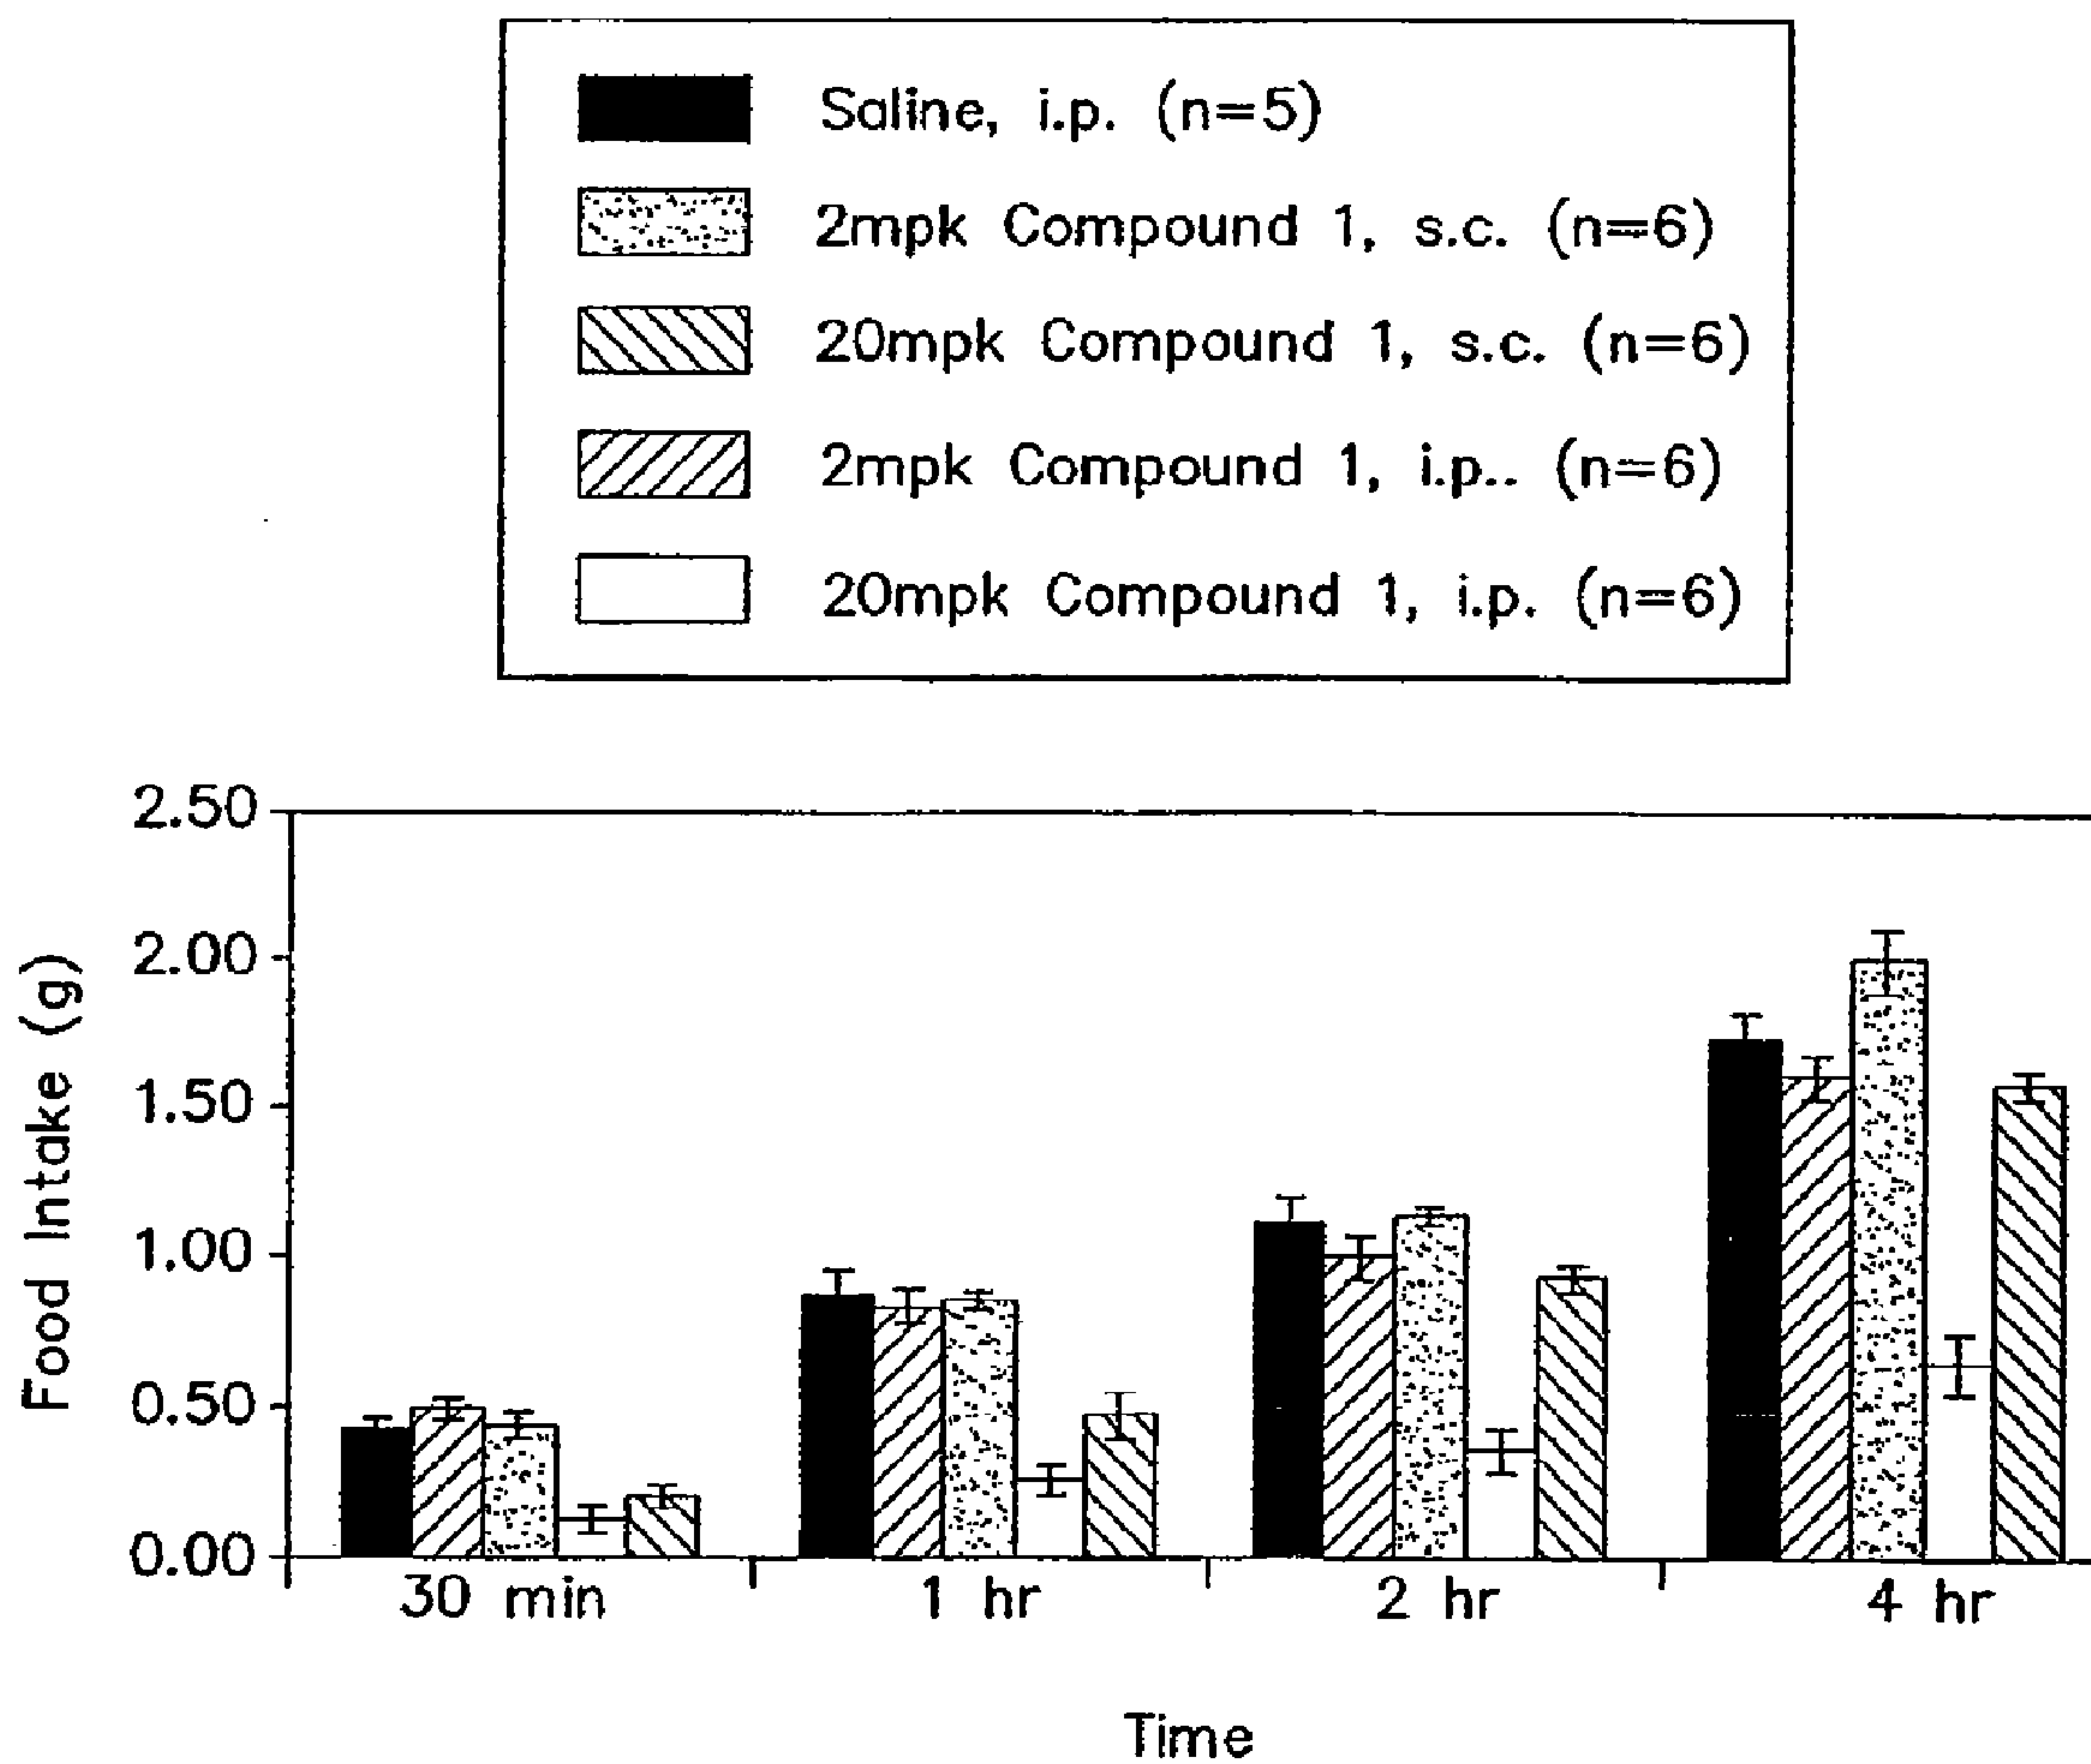 Saline, i.p. (n=5)
2mpk Compound 1, s.c. (n=6)
20mpk Compound 1, s.c. (n=6)
2mpk Compound 1, i.p.. (n=6)
20mpk Compound 1, i.p. (n=6)
Food Intake (g)
2.50
2.00
1.50
1.00
0.50
0.00
30 min
1 hr
2 hr
4 hr
Time